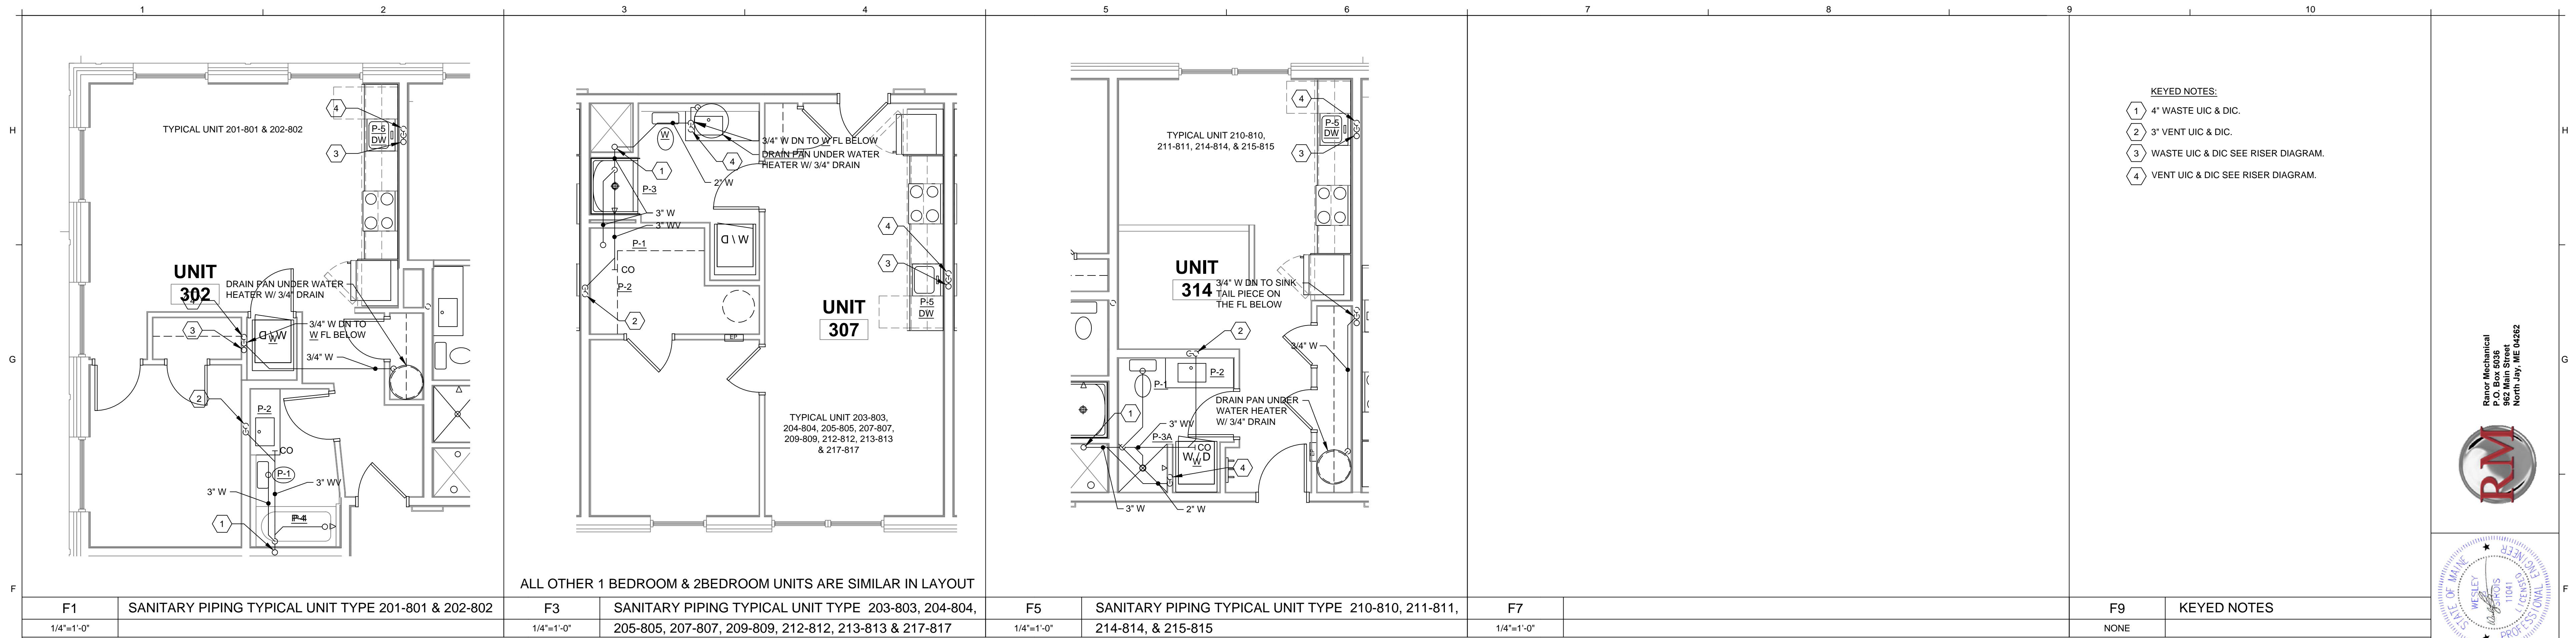 1 2 3 4 5 6 7 8 9 10
H
G
F
TYPICAL UNIT 201-801 & 202-802
4
3
P-5
DW
UNIT
302
DRAIN PAN UNDER WATER
HEATER W/ 3/4" DRAIN
3
W/D
W
3/4" W DN TO
W FL BELOW
3/4" W
2
P-2
CO
P-1
3" W
3" WV
1
P-4
W
3/4" W DN TO W FL BELOW
DRAIN PAN UNDER WATER
HEATER W/ 3/4" DRAIN
4
1
2" W
P-3
3" W
3" WV
P-1
W/D
CO
P-2
2
4
3
P-5
DW
UNIT
307
EP
TYPICAL UNIT 203-803,
204-804, 205-805, 207-807,
209-809, 212-812, 213-813
& 217-817
ALL OTHER 1 BEDROOM & 2BEDROOM UNITS ARE SIMILAR IN LAYOUT
TYPICAL UNIT 210-810,
211-811, 214-814, & 215-815
4
P-5
DW
3
UNIT
314
3/4" W DN TO SINK
TAIL PIECE ON
THE FL BELOW
2
3/4" W
P-2
P-1
DRAIN PAN UNDER
WATER HEATER
W/ 3/4" DRAIN
1
3" WV
P-3A
CO
W/D
W
4
EP
3" W
2" W
KEYED NOTES:
1 4" WASTE UIC & DIC.
2 3" VENT UIC & DIC.
3 WASTE UIC & DIC SEE RISER DIAGRAM.
4 VENT UIC & DIC SEE RISER DIAGRAM.
Ranor Mechanical
P.O. Box 5036
962 Main Street
North Jay, ME 04262
RM
STATE OF MAINE
WESLEY
SIROIS
11041
LICENSED
PROFESSIONAL ENGINEER
H
G
F
F1 SANITARY PIPING TYPICAL UNIT TYPE 201-801 & 202-802
1/4"=1'-0"
F3 SANITARY PIPING TYPICAL UNIT TYPE 203-803, 204-804,
1/4"=1'-0" 205-805, 207-807, 209-809, 212-812, 213-813 & 217-817
F5 SANITARY PIPING TYPICAL UNIT TYPE 210-810, 211-811,
1/4"=1'-0" 214-814, & 215-815
F7
1/4"=1'-0"
F9 KEYED NOTES
NONE